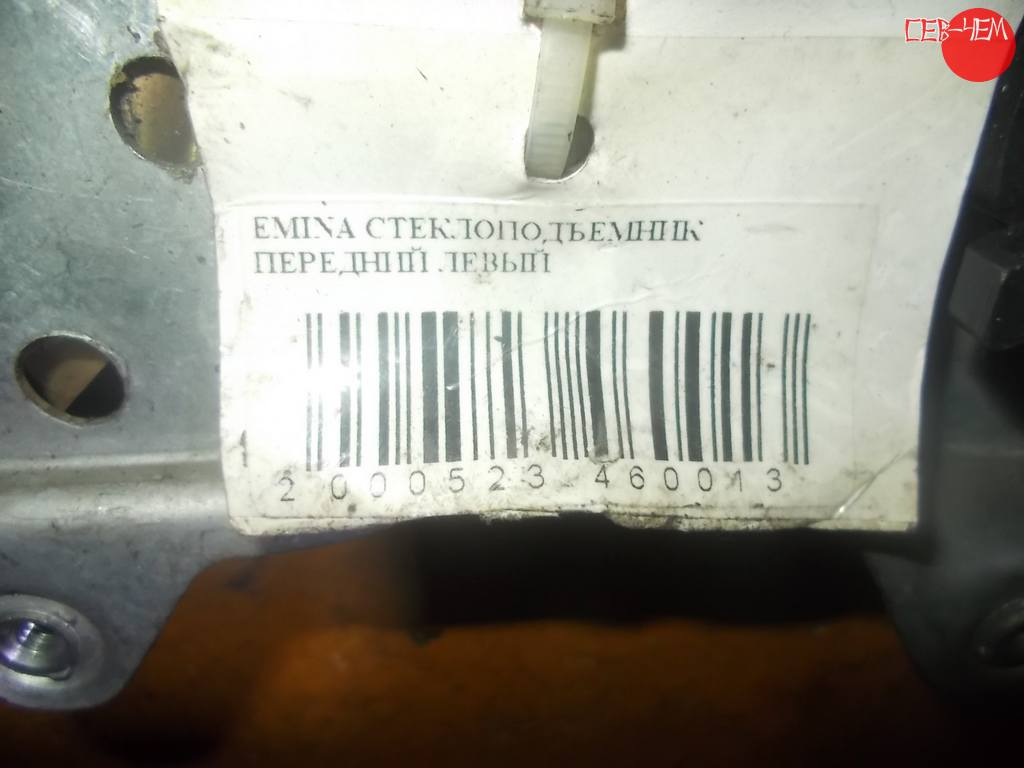 СЕВ-ЧЕМ
EMINA СТЕКЛОПОДЪЕМНИК
ПЕРЕДНИЙ ЛЕВЫЙ
2 000523 460013